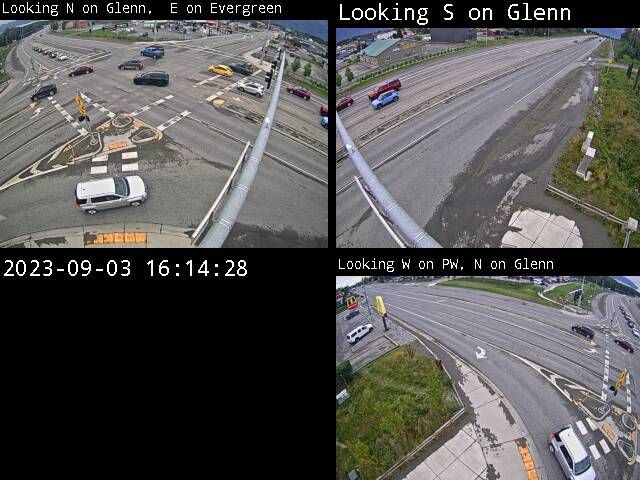 Looking N on Glenn,  E on Evergreen
Looking S on Glenn
2023-09-03 16:14:28
Looking W on PW, N on Glenn